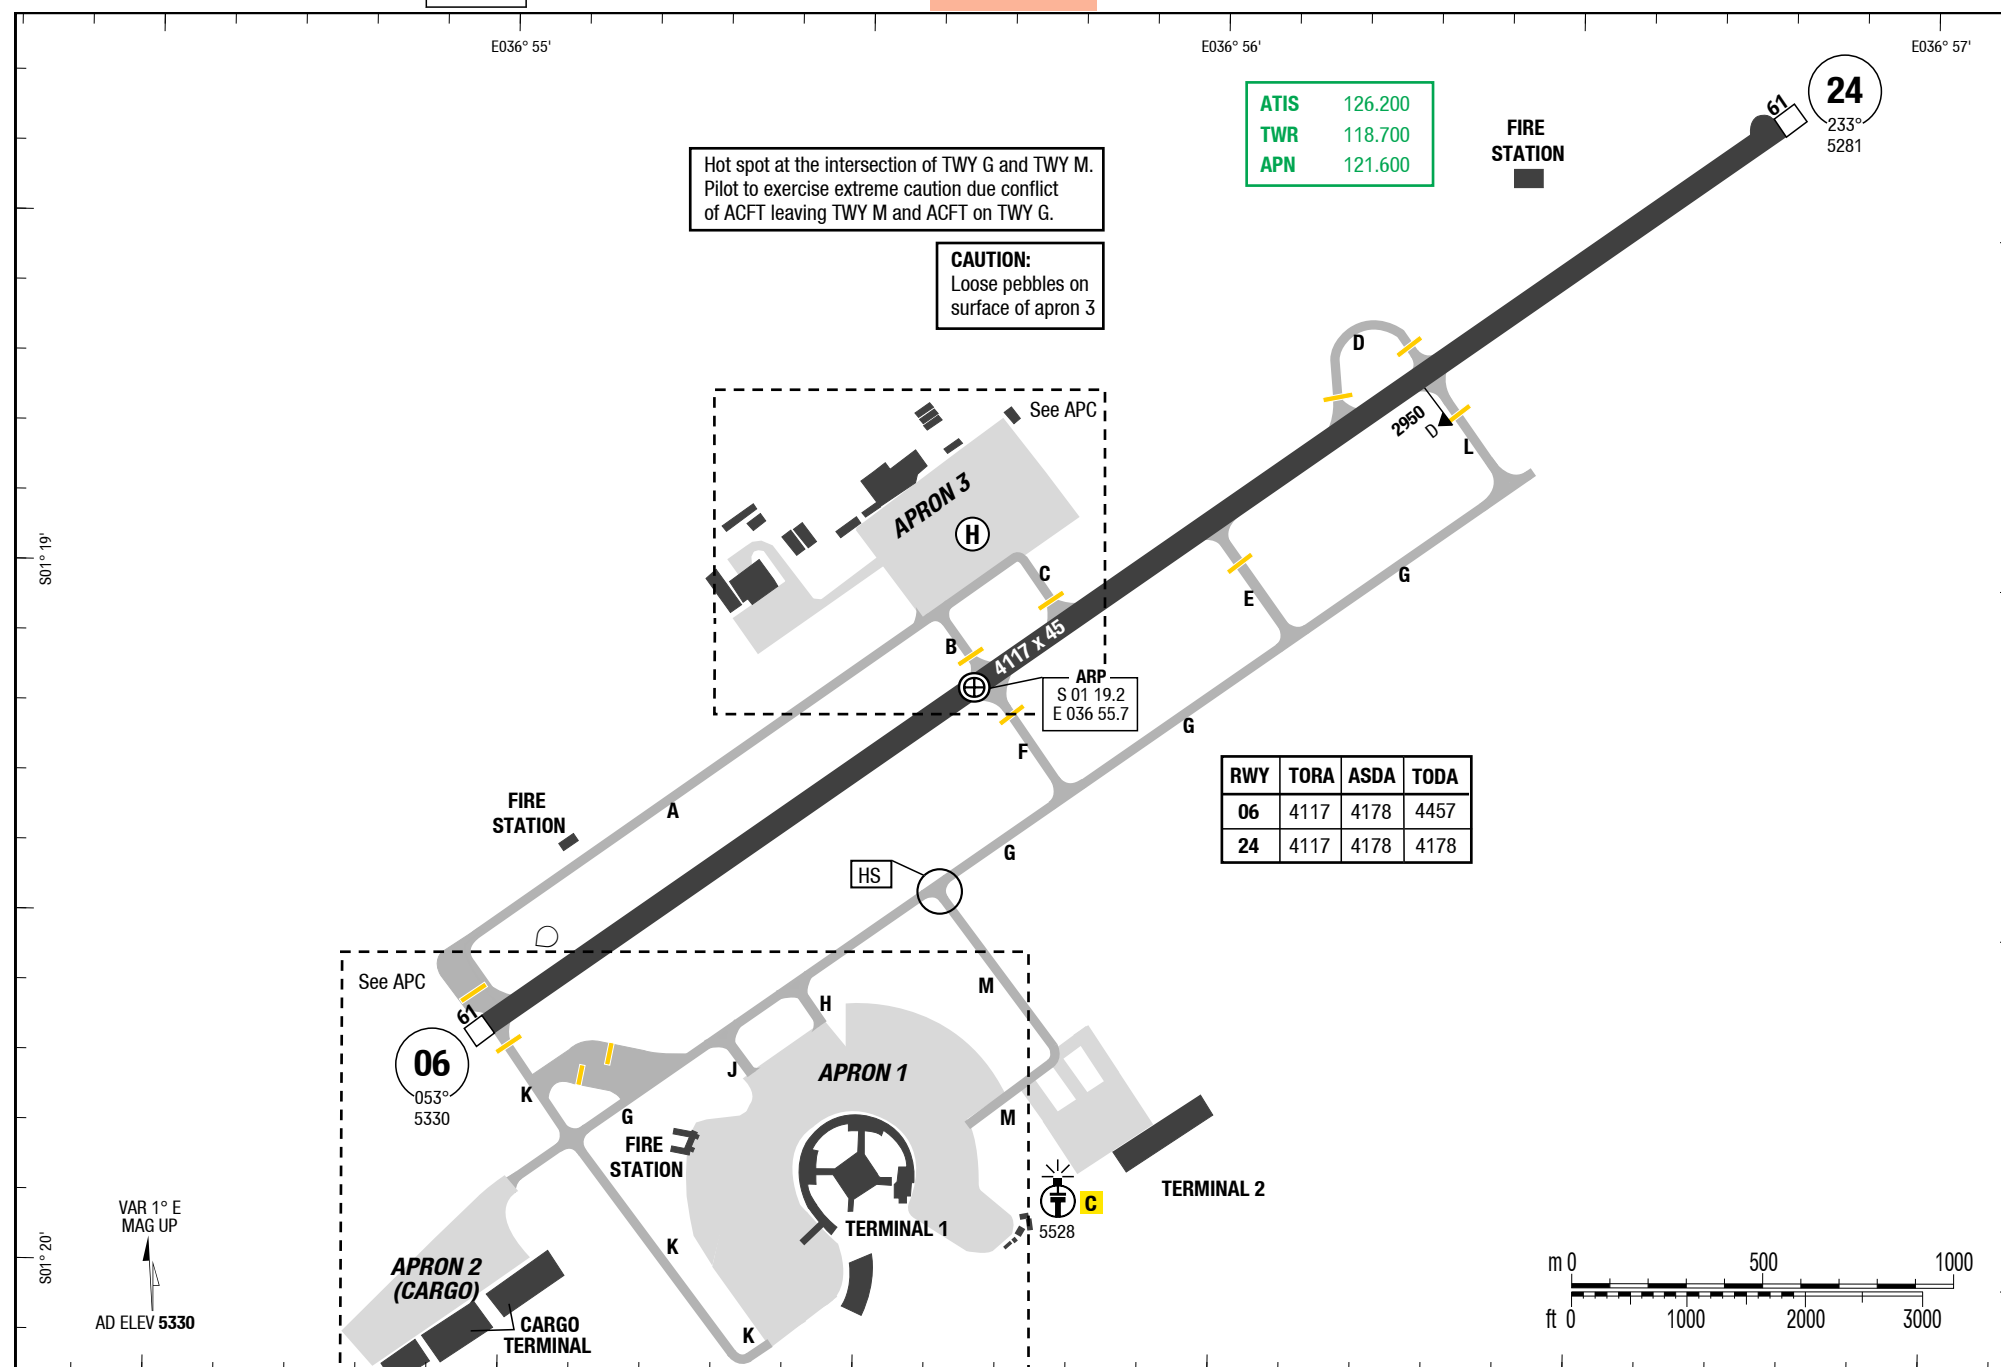 E036° 55'
E036° 56'
E036° 57'
ATIS 126.200
TWR 118.700
APN 121.600
FIRE
STATION
61
24
233°
5281
Hot spot at the intersection of TWY G and TWY M.
Pilot to exercise extreme caution due conflict
of ACFT leaving TWY M and ACFT on TWY G.
CAUTION:
Loose pebbles on
surface of apron 3
D
See APC
2950
D
L
APRON 3
H
S01° 19'
C
G
E
B
4117 x 45
ARP
S 01 19.2
E 036 55.7
F
G
RWY TORA ASDA TODA
06 4117 4178 4457
24 4117 4178 4178
FIRE
STATION
A
G
HS
See APC
M
H
61
06
053°
5330
K
J
APRON 1
G
M
FIRE
STATION
TERMINAL 2
C
5528
TERMINAL 1
VAR 1° E
MAG UP
S01° 20'
K
APRON 2
(CARGO)
AD ELEV 5330
CARGO
TERMINAL
K
m 0 500 1000
ft 0 1000 2000 3000